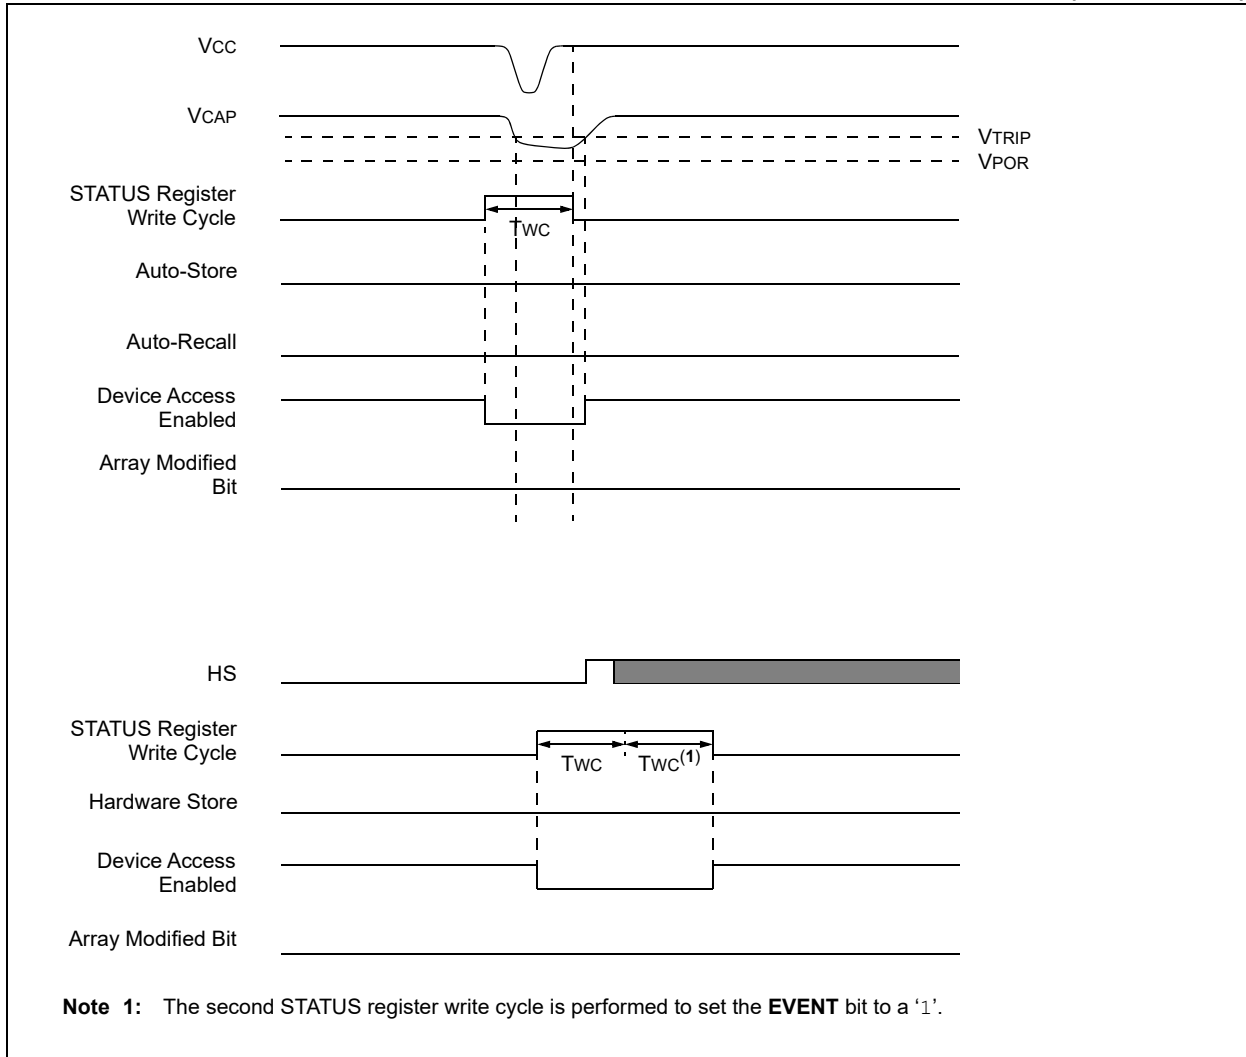 VCC
VCAP
VTRIP
VPOR
STATUS Register
Write Cycle
TWC
Auto-Store
Auto-Recall
Device Access
Enabled
Array Modified
Bit
HS
STATUS Register
Write Cycle
TWC TWC(1)
Hardware Store
Device Access
Enabled
Array Modified Bit
Note 1: The second STATUS register write cycle is performed to set the EVENT bit to a ‘1’.